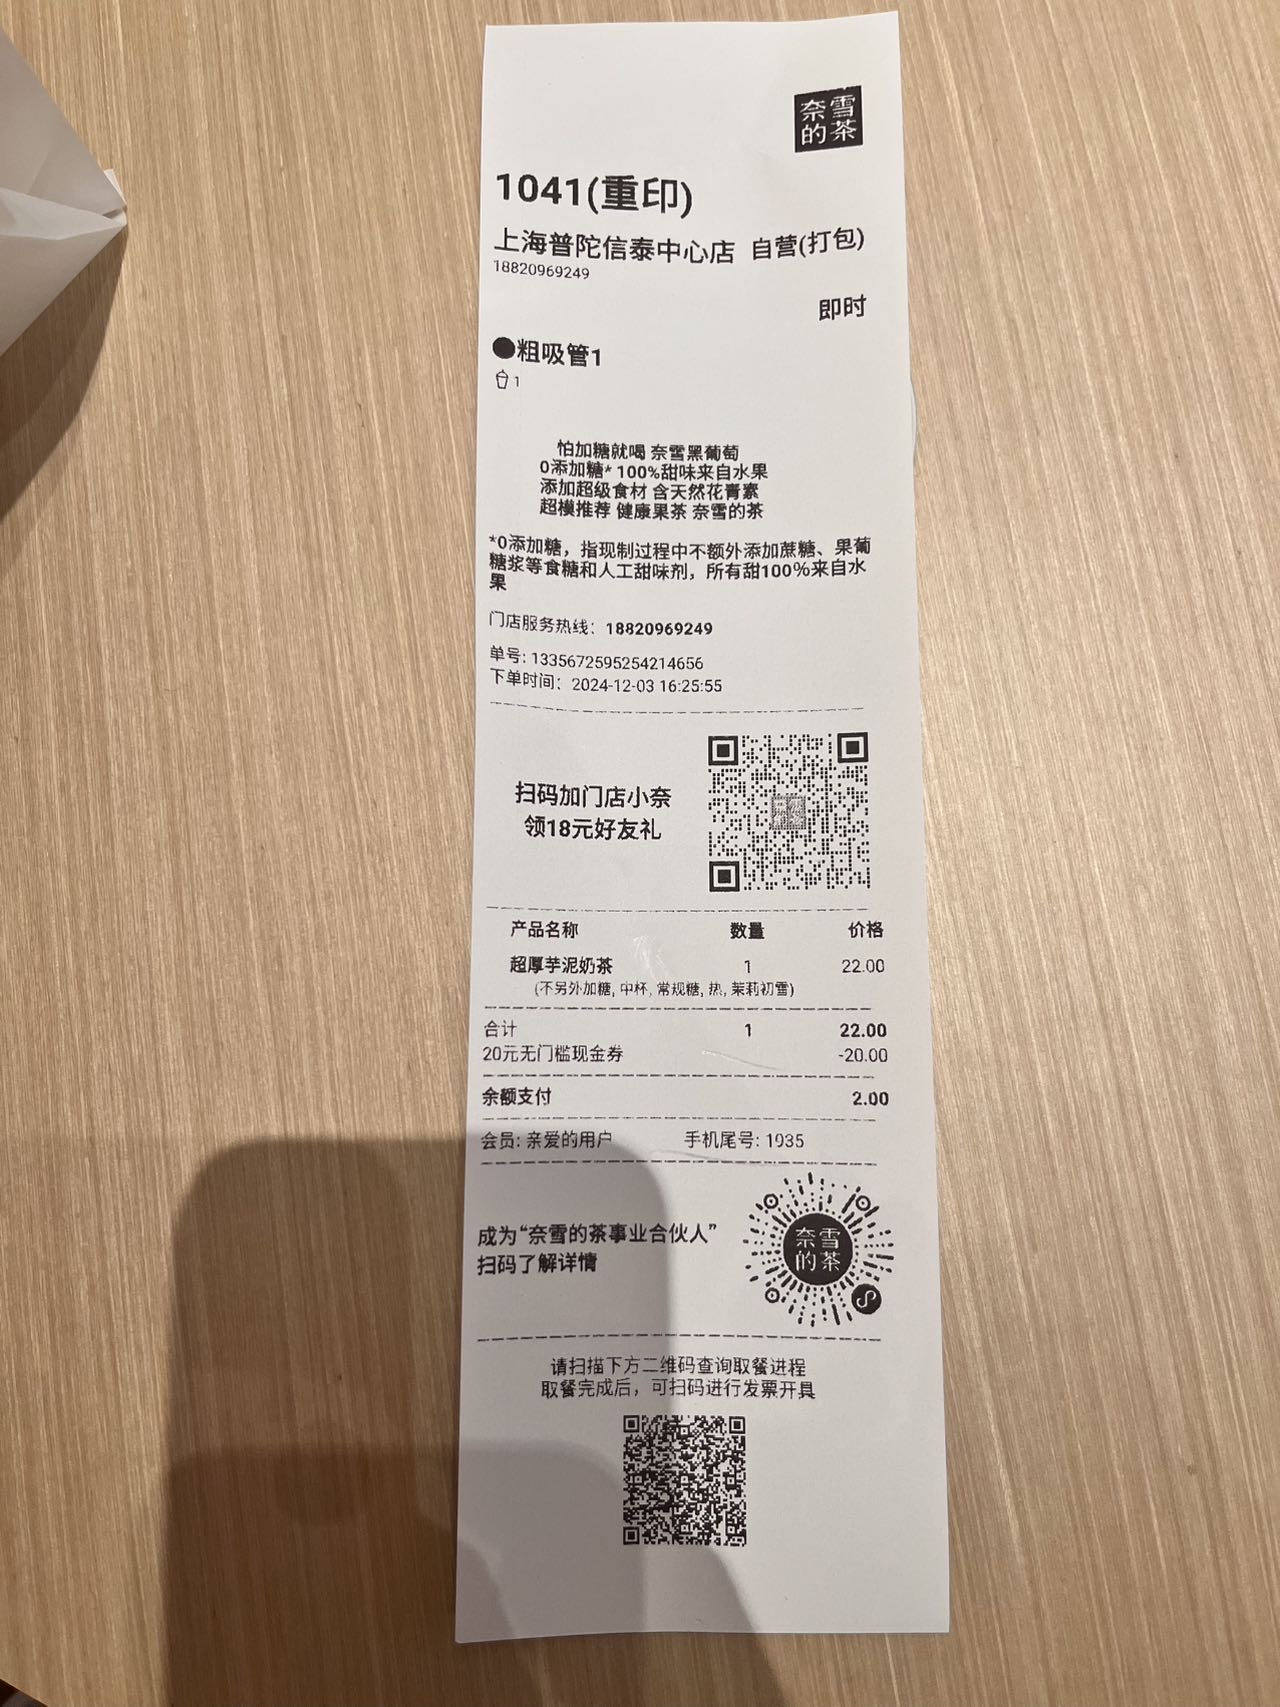 奈雪
的茶
1041(重印)
上海普陀信泰中心店 自营(打包)
18820969249
即时
●粗吸管1
1
怕加糖就喝 奈雪黑葡萄
0添加糖* 100%甜味来自水果
添加超级食材 含天然花青素
超模推荐 健康果茶 奈雪的茶
*0添加糖，指现制过程中不额外添加蔗糖、果葡
糖浆等食糖和人工甜味剂，所有甜100%来自水
果
门店服务热线：18820969249
单号: 1335672595254214656
下单时间：2024-12-03 16:25:55
扫码加门店小奈
领18元好友礼
产品名称 数量 价格
超厚芋泥奶茶 1 22.00
(不另外加糖, 中杯, 常规糖, 热, 茉莉初雪)
合计 1 22.00
20元无门槛现金券 -20.00
余额支付 2.00
会员: 亲爱的用户 手机尾号: 1935
成为“奈雪的茶事业合伙人”
扫码了解详情
奈雪
的茶
请扫描下方二维码查询取餐进程
取餐完成后，可扫码进行发票开具